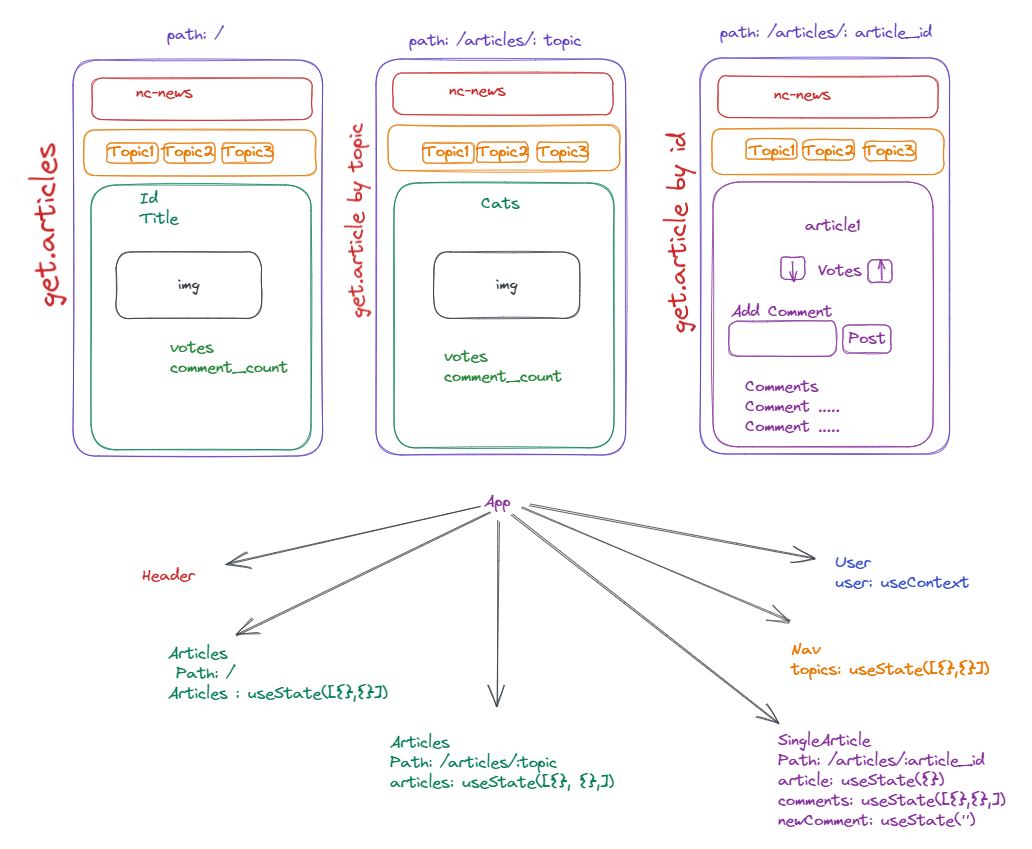 path: /
path: /articles/: topic
path: /articles/: article_id
get.articles
nc-news
Topic1 Topic2 Topic3
Id
Title
img
votes
comment_count
get.article by topic
nc-news
Topic1 Topic2 Topic3
Cats
img
votes
comment_count
get.article by id
nc-news
Topic1 Topic2 Topic3
article1
Votes
Add Comment
Post
Comments
Comment .....
Comment .....
App
Header
User
user: useContext
Articles
Path: /
Articles : useState([{},{}])
Nav
topics: useState([{},{}])
Articles
Path: /articles/:topic
articles: useState([{}, {},])
SingleArticle
Path: /articles/:article_id
article: useState({})
comments: useState([{},{},])
newComment: useState('')